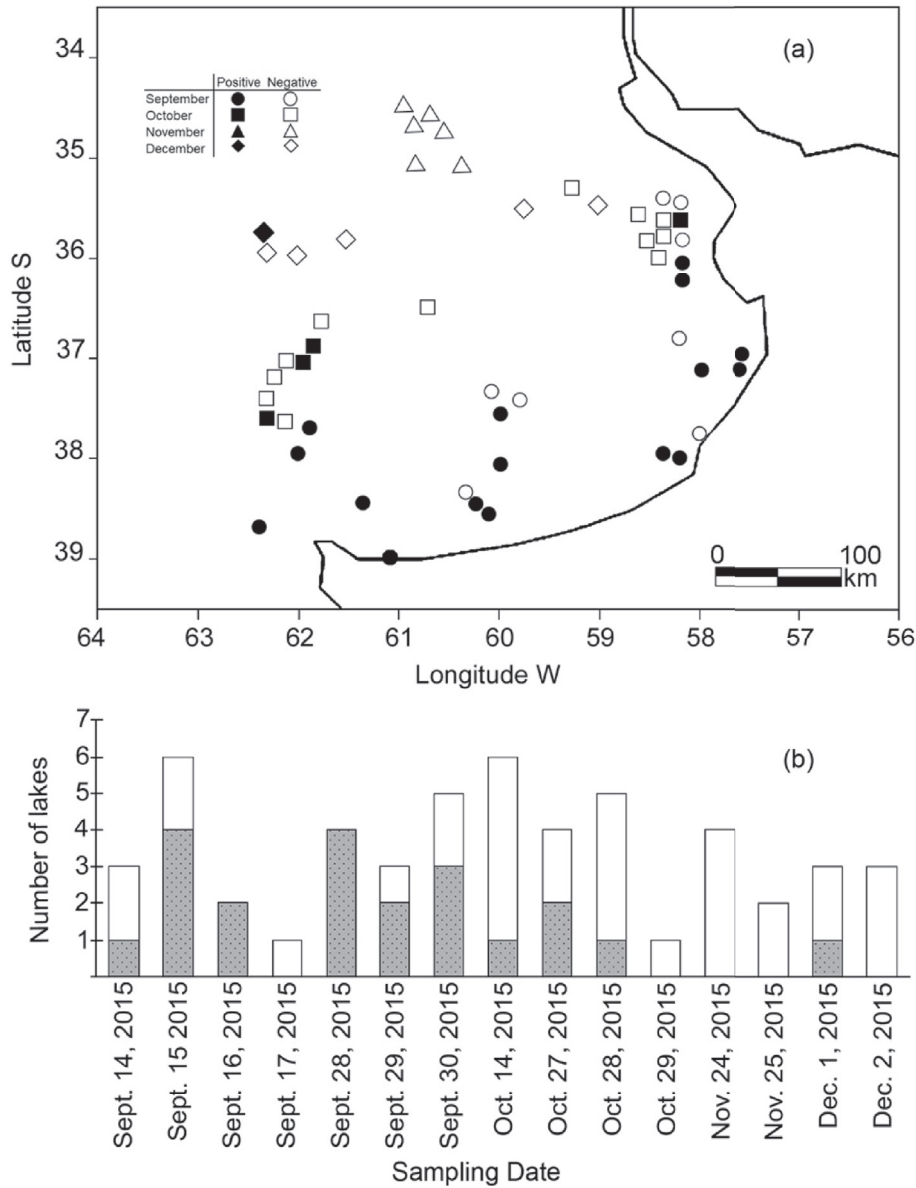 (a)
Positive Negative
September
October
November
December
34
35
36
37
38
39
Latitude S
0 100
km
64 63 62 61 60 59 58 57 56
Longitude W
(b)
7
6
5
4
3
2
1
Number of lakes
Sept. 14, 2015
Sept. 15 2015
Sept. 16, 2015
Sept. 17, 2015
Sept. 28, 2015
Sept. 29, 2015
Sept. 30, 2015
Oct. 14, 2015
Oct. 27, 2015
Oct. 28, 2015
Oct. 29, 2015
Nov. 24, 2015
Nov. 25, 2015
Dec. 1, 2015
Dec. 2, 2015
Sampling Date